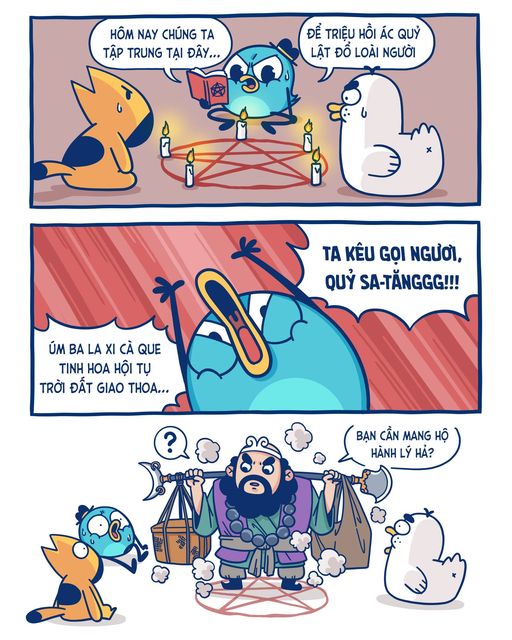 HÔM NAY CHÚNG TA
TẬP TRUNG TẠI ĐÂY...
ĐỂ TRIỆU HỒI ÁC QUỶ
LẬT ĐỔ LOÀI NGƯỜI
TA KÊU GỌI NGƯƠI,
QUỶ SA-TĂNGGG!!!
ÚM BA LA XI CÀ QUE
TINH HOA HỘI TỤ
TRỜI ĐẤT GIAO THOA...
?
BẠN CẦN MANG HỘ
HÀNH LÝ HẢ?